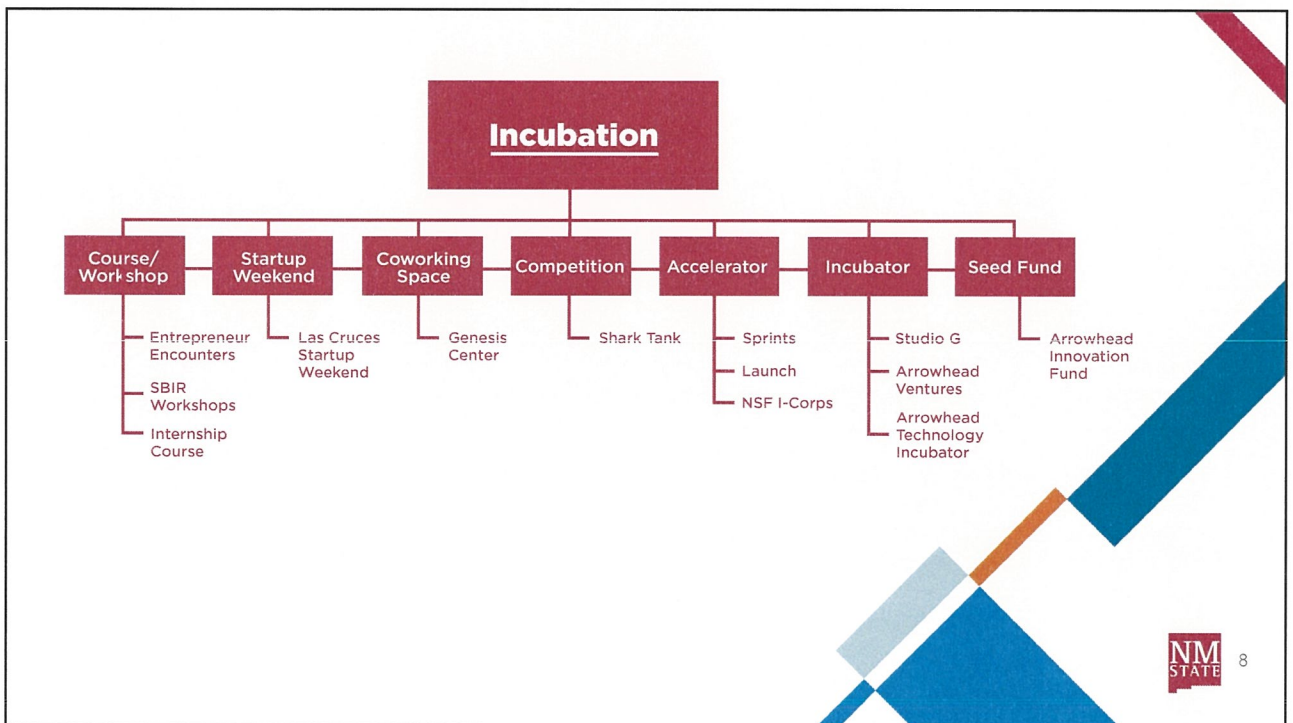 Incubation
Course/
Workshop
Startup
Weekend
Coworking
Space
Competition
Accelerator
Incubator
Seed Fund
Entrepreneur
Encounters
SBIR
Workshops
Internship
Course
Las Cruces
Startup
Weekend
Genesis
Center
Shark Tank
Sprints
Launch
NSF I-Corps
Studio G
Arrowhead
Ventures
Arrowhead
Technology
Incubator
Arrowhead
Innovation
Fund
NM
STATE
8